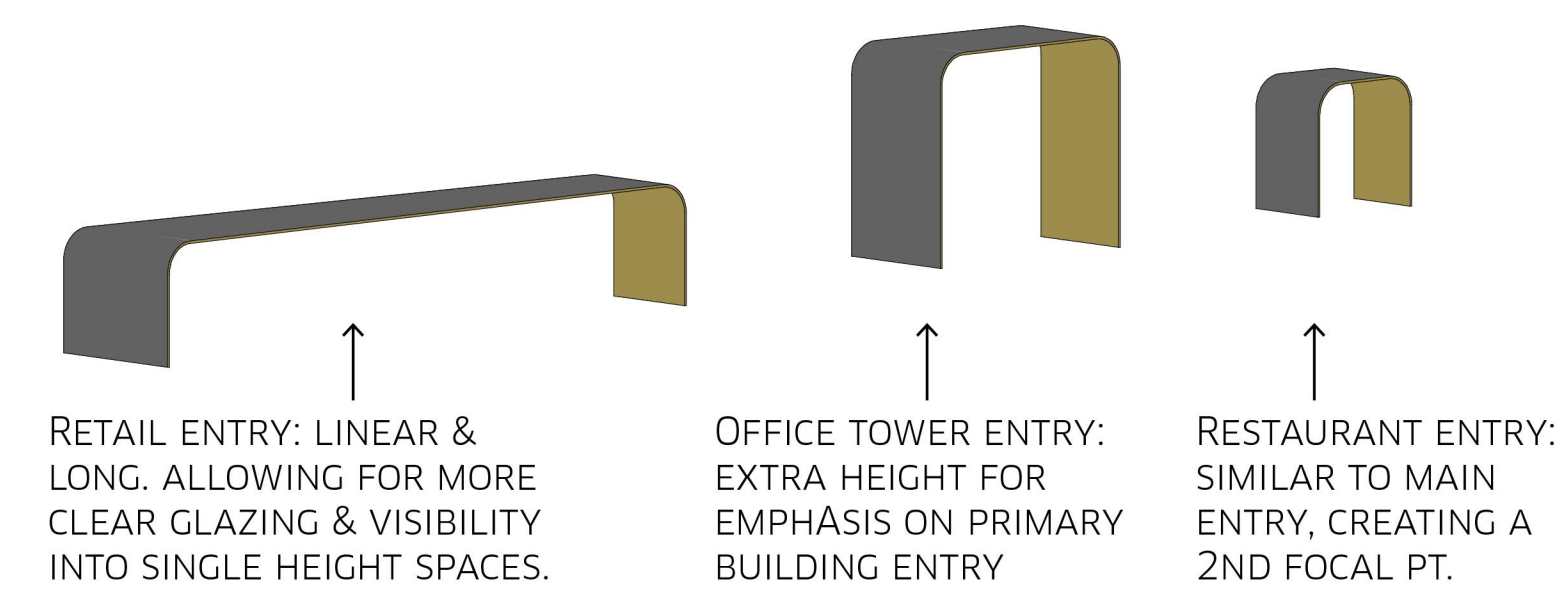 RETAIL ENTRY: LINEAR &
LONG. ALLOWING FOR MORE
CLEAR GLAZING & VISIBILITY
INTO SINGLE HEIGHT SPACES.
OFFICE TOWER ENTRY:
EXTRA HEIGHT FOR
EMPHASIS ON PRIMARY
BUILDING ENTRY
RESTAURANT ENTRY:
SIMILAR TO MAIN
ENTRY, CREATING A
2ND FOCAL PT.